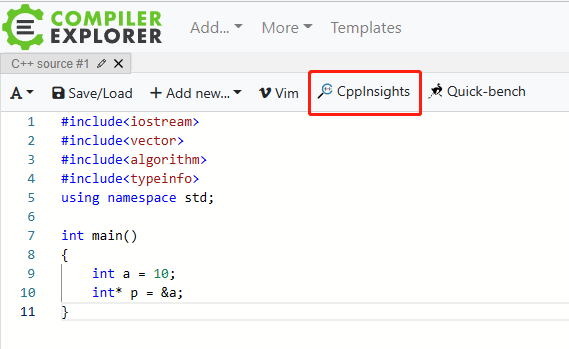 COMPILER
EXPLORER
Add... More Templates
C++ source #1
A Save/Load + Add new... Vim CppInsights Quick-bench
1 #include<iostream>
2 #include<vector>
3 #include<algorithm>
4 #include<typeinfo>
5 using namespace std;
6
7 int main()
8 {
9 int a = 10;
10 int* p = &a;
11 }